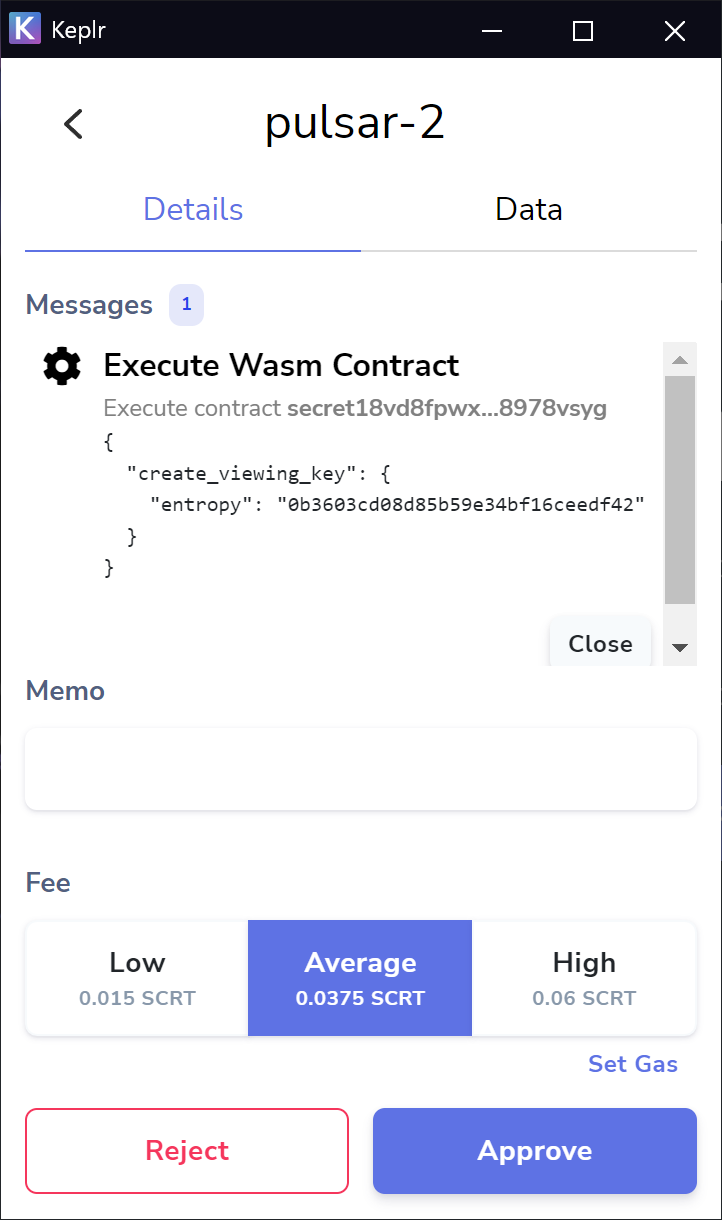 K Keplr
pulsar-2
Details Data
Messages 1
Execute Wasm Contract
Execute contract secret18vd8fpwx...8978vsyg
{
  "create_viewing_key": {
    "entropy": "0b3603cd08d85b59e34bf16ceedf42"
  }
}
Close
Memo
Fee
Low Average High
0.015 SCRT 0.0375 SCRT 0.06 SCRT
Set Gas
Reject Approve